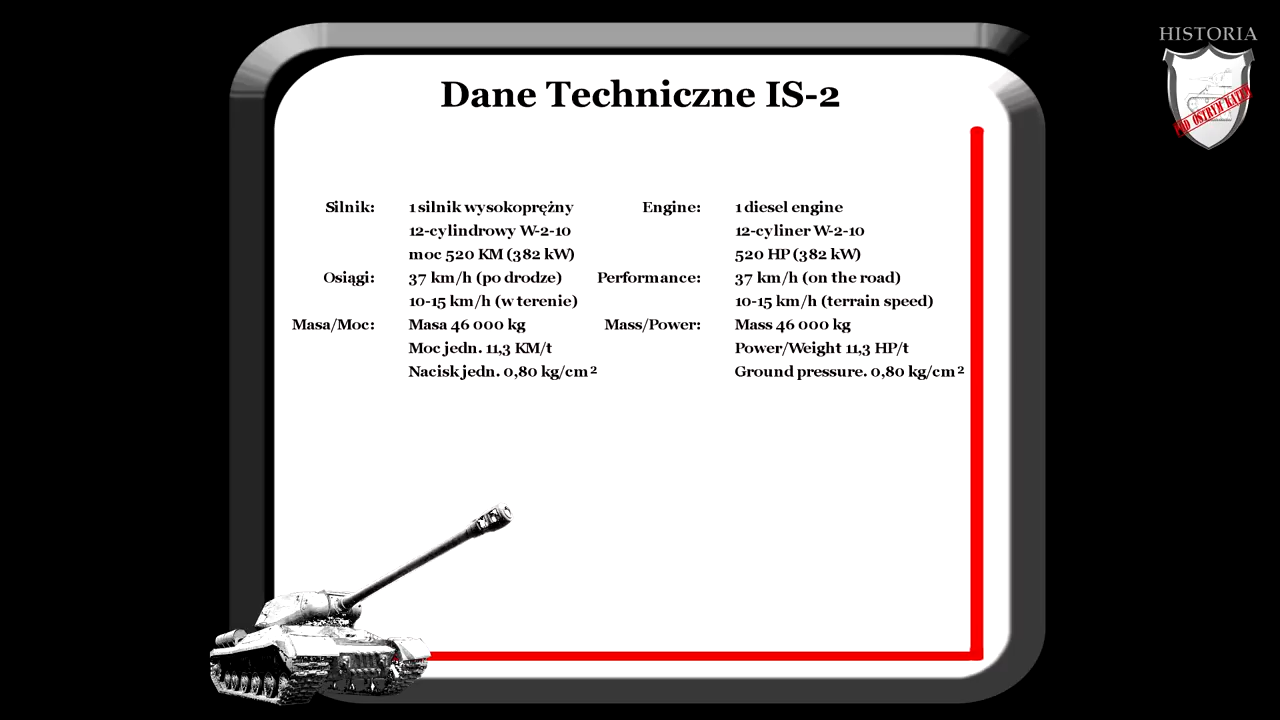 Dane Techniczne IS-2
HISTORIA
POD OSTRYM KĄTEM
Silnik: 1 silnik wysokoprężny
12-cylindrowy W-2-10
moc 520 KM (382 kW)
Osiągi: 37 km/h (po drodze)
10-15 km/h (w terenie)
Masa/Moc: Masa 46 000 kg
Moc jedn. 11,3 KM/t
Nacisk jedn. 0,80 kg/cm²
Engine: 1 diesel engine
12-cyliner W-2-10
520 HP (382 kW)
Performance: 37 km/h (on the road)
10-15 km/h (terrain speed)
Mass/Power: Mass 46 000 kg
Power/Weight 11,3 HP/t
Ground pressure. 0,80 kg/cm²